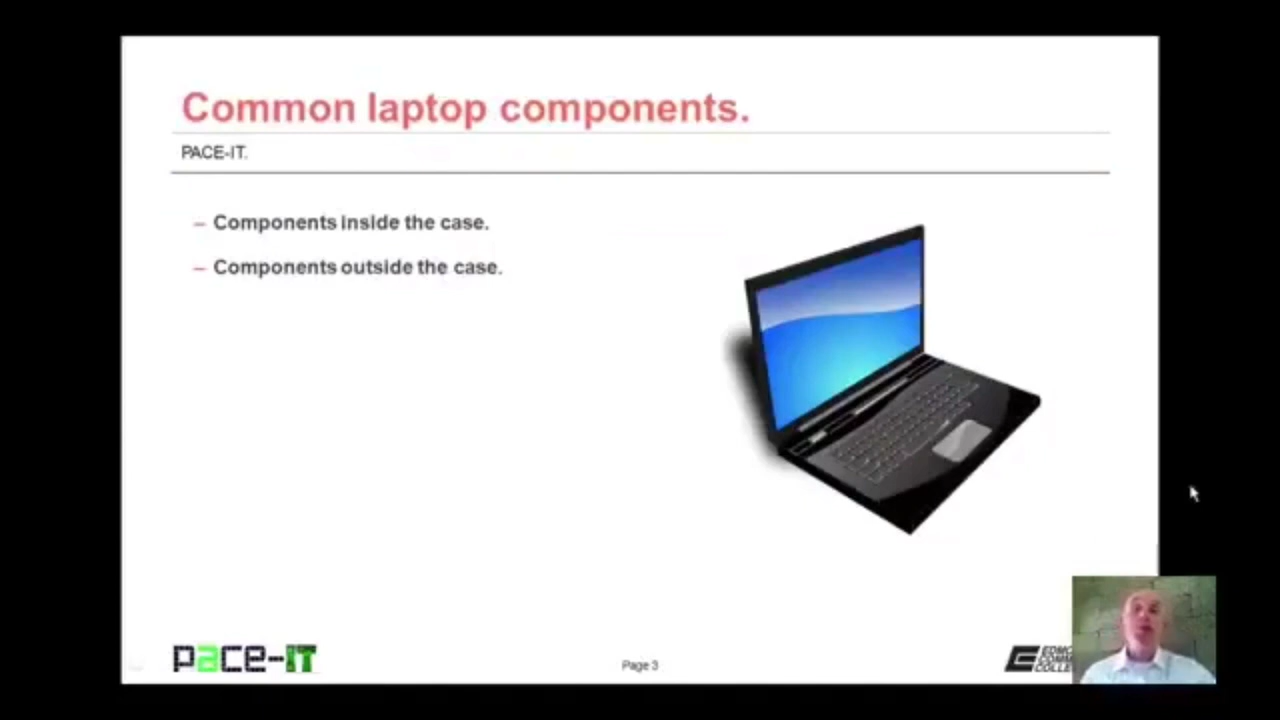 Common laptop components.
PACE-IT.
– Components inside the case.
– Components outside the case.
pace-IT
Page 3